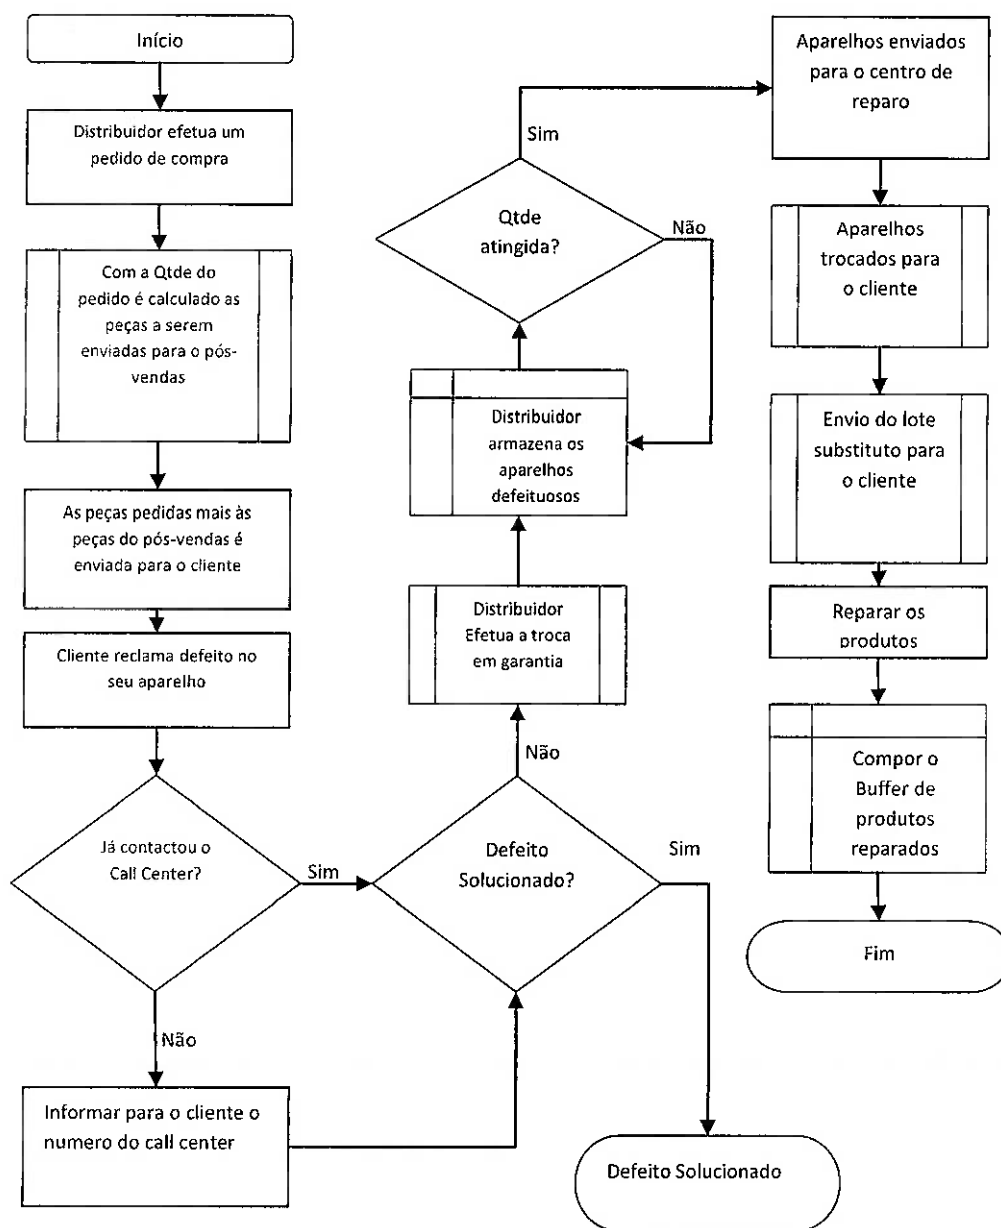 Início
Distribuidor efetua um
pedido de compra
Com a Qtde do
pedido é calculado as
peças a serem
enviadas para o pós-
vendas
As peças pedidas mais às
peças do pós-vendas é
enviada para o cliente
Cliente reclama defeito no
seu aparelho
Já contactou o
Call Center?
Sim
Não
Informar para o cliente o
numero do call center
Defeito
Solucionado?
Sim
Não
Defeito Solucionado
Distribuidor
Efetua a troca
em garantia
Distribuidor
armazena os
aparelhos
defeituosos
Qtde
atingida?
Não
Sim
Aparelhos enviados
para o centro de
reparo
Aparelhos
trocados para
o cliente
Envio do lote
substituto para
o cliente
Reparar os
produtos
Compor o
Buffer de
produtos
reparados
Fim